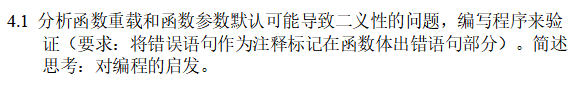 4.1 分析函数重载和函数参数默认可能导致二义性的问题，编写程序来验
证（要求：将错误语句作为注释标记在函数体出错语句部分）。简述
思考：对编程的启发。